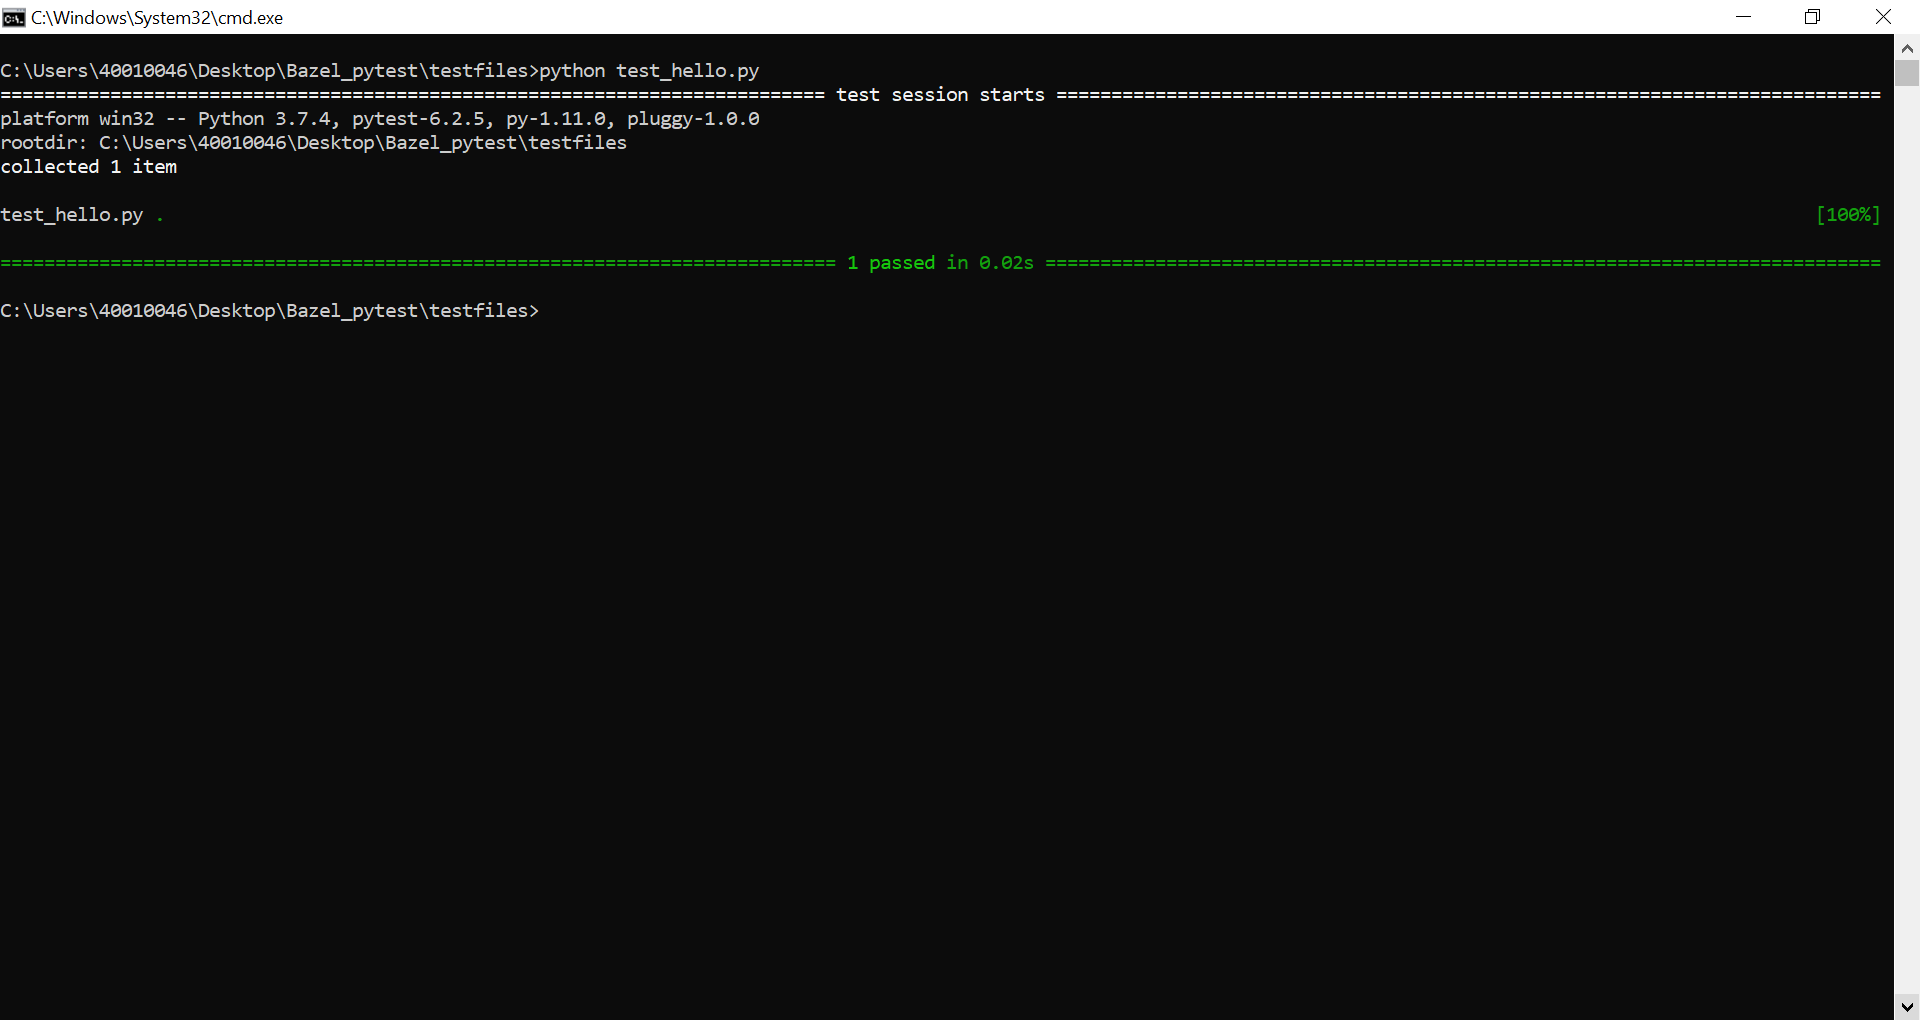 C:\Windows\System32\cmd.exe
C:\Users\40010046\Desktop\Bazel_pytest\testfiles>python test_hello.py
=========================================================================== test session starts ===========================================================================
platform win32 -- Python 3.7.4, pytest-6.2.5, py-1.11.0, pluggy-1.0.0
rootdir: C:\Users\40010046\Desktop\Bazel_pytest\testfiles
collected 1 item
test_hello.py . [100%]
============================================================================ 1 passed in 0.02s ============================================================================
C:\Users\40010046\Desktop\Bazel_pytest\testfiles>